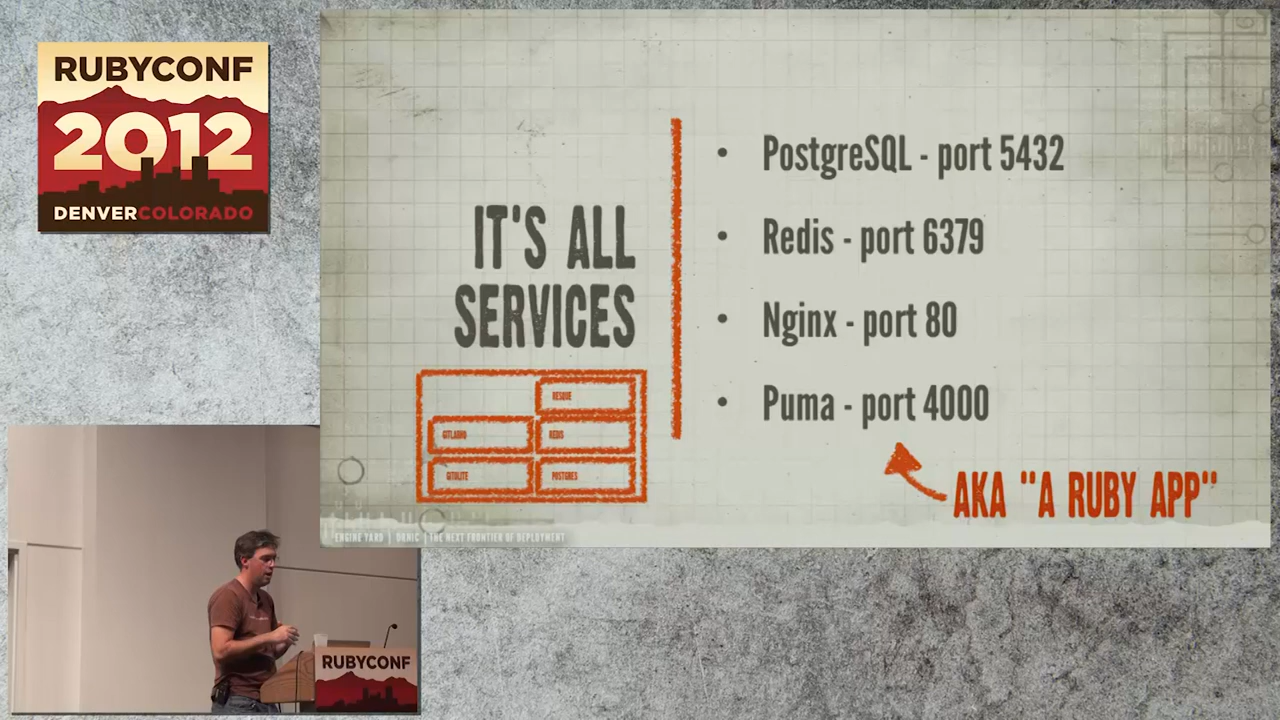 RUBYCONF
2012
DENVERCOLORADO
IT'S ALL
SERVICES
RESQUE
GITLABHQ
REDIS
GITOLITE
POSTGRES
• PostgreSQL - port 5432
• Redis - port 6379
• Nginx - port 80
• Puma - port 4000
AKA "A RUBY APP"
ENGINE YARD | DRNIC | THE NEXT FRONTIER OF DEPLOYMENT
RUBYCONF